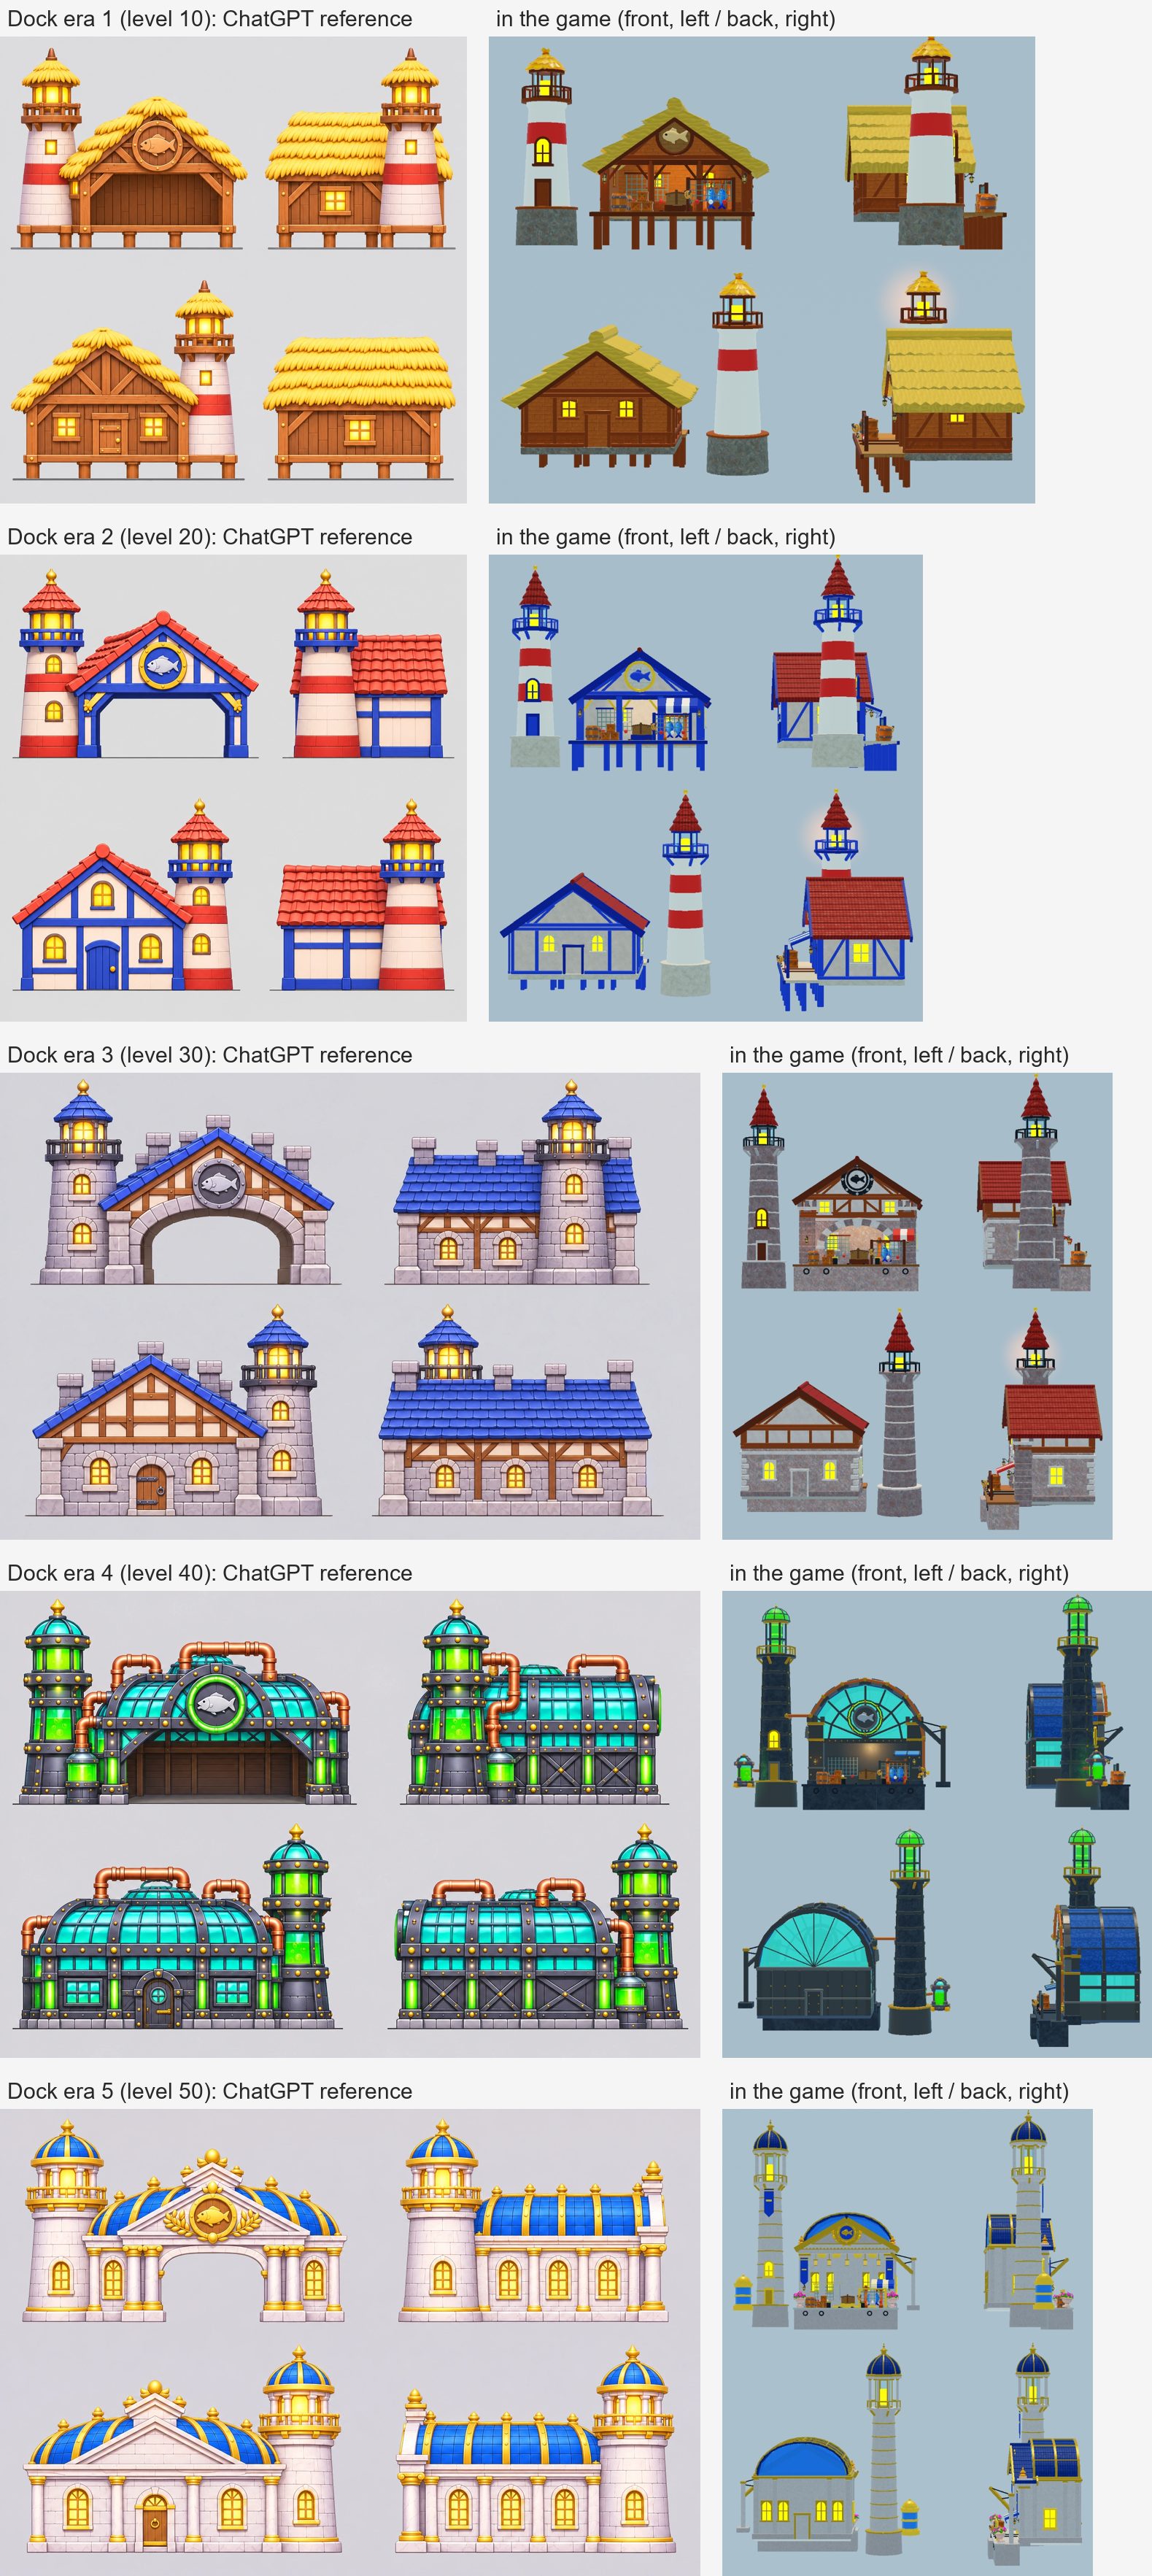 Dock era 1 (level 10): ChatGPT reference
in the game (front, left / back, right)
Dock era 2 (level 20): ChatGPT reference
in the game (front, left / back, right)
Dock era 3 (level 30): ChatGPT reference
in the game (front, left / back, right)
Dock era 4 (level 40): ChatGPT reference
in the game (front, left / back, right)
Dock era 5 (level 50): ChatGPT reference
in the game (front, left / back, right)